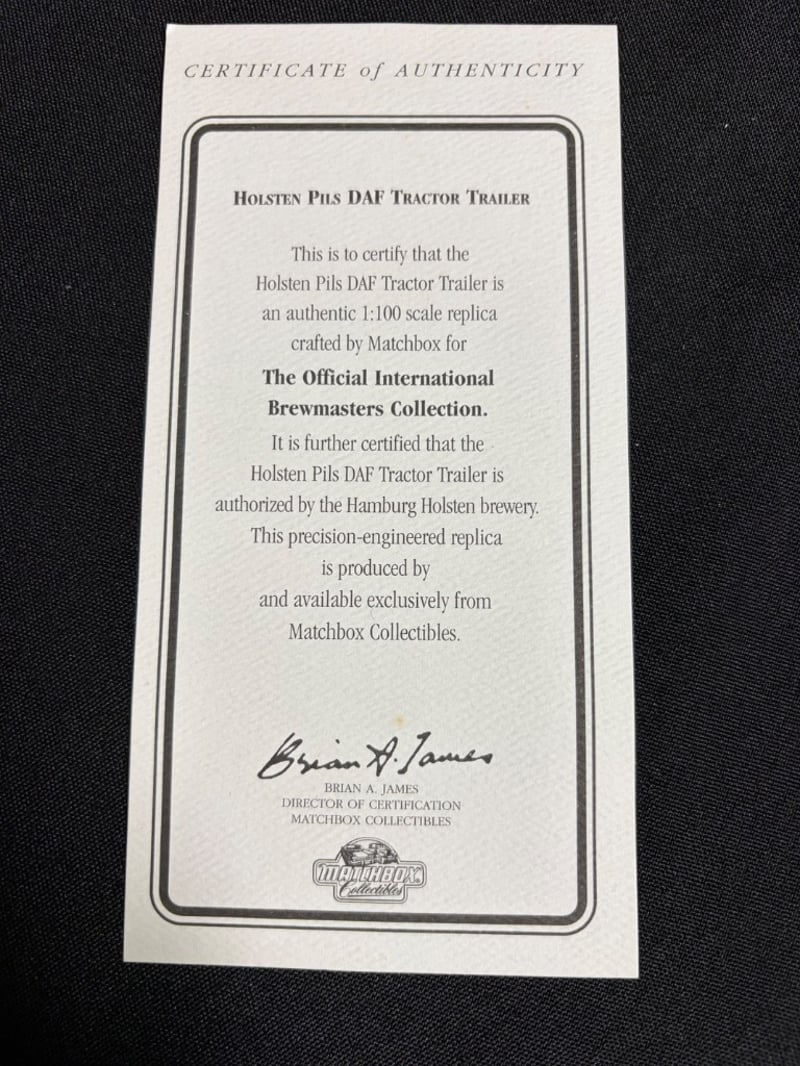 CERTIFICATE of AUTHENTICITY
HOLSTEN PILS DAF TRACTOR TRAILER
This is to certify that the
Holsten Pils DAF Tractor Trailer is
an authentic 1:100 scale replica
crafted by Matchbox for
The Official International
Brewmasters Collection.
It is further certified that the
Holsten Pils DAF Tractor Trailer is
authorized by the Hamburg Holsten brewery.
This precision-engineered replica
is produced by
and available exclusively from
Matchbox Collectibles.
Brian A. James
BRIAN A. JAMES
DIRECTOR OF CERTIFICATION
MATCHBOX COLLECTIBLES
MATCHBOX
Collectibles